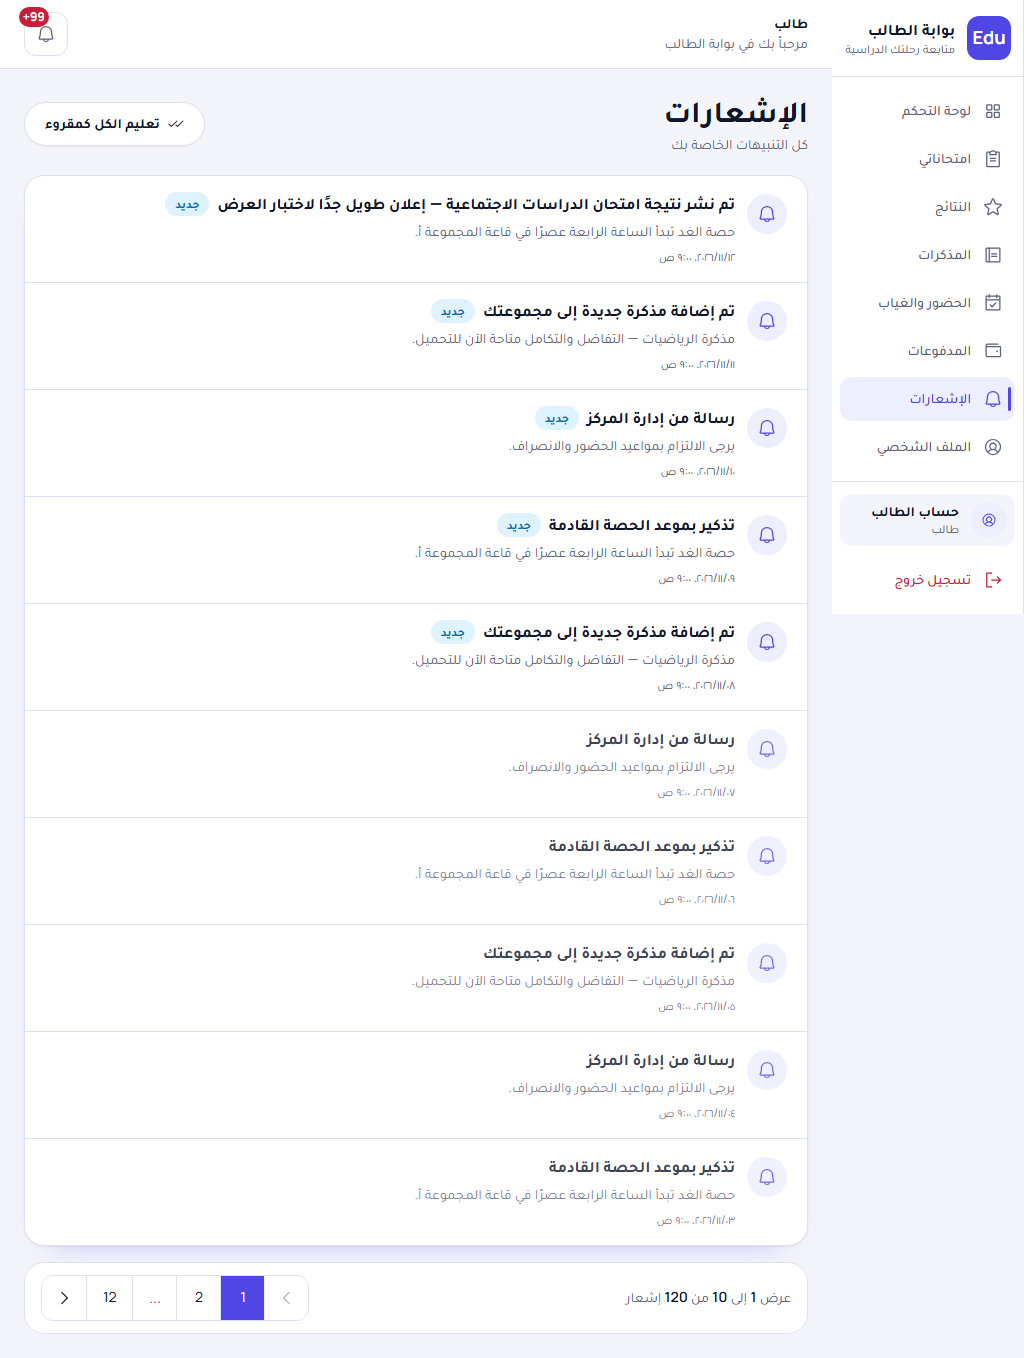 Edu
بوابة الطالب
متابعة رحلتك الدراسية
لوحة التحكم
امتحاناتي
النتائج
المذكرات
الحضور والغياب
المدفوعات
الإشعارات
الملف الشخصي
حساب الطالب
طالب
تسجيل خروج
طالب
مرحباً بك في بوابة الطالب
+99
الإشعارات
كل التنبيهات الخاصة بك
تعليم الكل كمقروء
تم نشر نتيجة امتحان الدراسات الاجتماعية — إعلان طويل جدًا لاختبار العرض جديد
حصة الغد تبدأ الساعة الرابعة عصرًا في قاعة المجموعة أ.
٢٠٢٦/١١/١٢، ٩:٠٠ ص
تم إضافة مذكرة جديدة إلى مجموعتك جديد
مذكرة الرياضيات — التفاضل والتكامل متاحة الآن للتحميل.
٢٠٢٦/١١/١١، ٩:٠٠ ص
رسالة من إدارة المركز جديد
يرجى الالتزام بمواعيد الحضور والانصراف.
٢٠٢٦/١١/١٠، ٩:٠٠ ص
تذكير بموعد الحصة القادمة جديد
حصة الغد تبدأ الساعة الرابعة عصرًا في قاعة المجموعة أ.
٢٠٢٦/١١/٠٩، ٩:٠٠ ص
تم إضافة مذكرة جديدة إلى مجموعتك جديد
مذكرة الرياضيات — التفاضل والتكامل متاحة الآن للتحميل.
٢٠٢٦/١١/٠٨، ٩:٠٠ ص
رسالة من إدارة المركز
يرجى الالتزام بمواعيد الحضور والانصراف.
٢٠٢٦/١١/٠٧، ٩:٠٠ ص
تذكير بموعد الحصة القادمة
حصة الغد تبدأ الساعة الرابعة عصرًا في قاعة المجموعة أ.
٢٠٢٦/١١/٠٦، ٩:٠٠ ص
تم إضافة مذكرة جديدة إلى مجموعتك
مذكرة الرياضيات — التفاضل والتكامل متاحة الآن للتحميل.
٢٠٢٦/١١/٠٥، ٩:٠٠ ص
رسالة من إدارة المركز
يرجى الالتزام بمواعيد الحضور والانصراف.
٢٠٢٦/١١/٠٤، ٩:٠٠ ص
تذكير بموعد الحصة القادمة
حصة الغد تبدأ الساعة الرابعة عصرًا في قاعة المجموعة أ.
٢٠٢٦/١١/٠٣، ٩:٠٠ ص
عرض 1 إلى 10 من 120 إشعار
1 2 ... 12